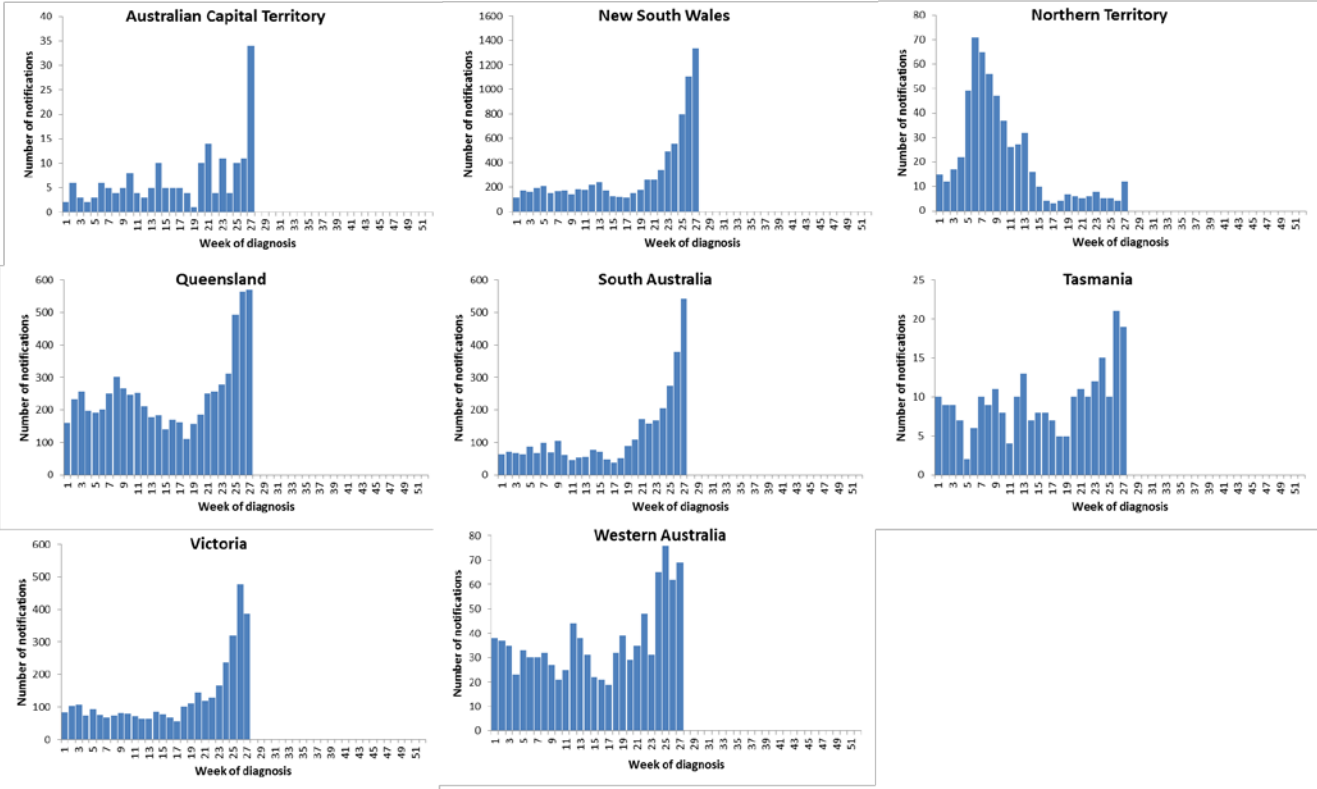 Australian Capital Territory
Number of notifications
40
35
30
25
20
15
10
5
0
1 3 5 7 9 11 13 15 17 19 21 23 25 27 29 31 33 35 37 39 41 43 45 47 49 51
Week of diagnosis
New South Wales
Number of notifications
1600
1400
1200
1000
800
600
400
200
0
1 3 5 7 9 11 13 15 17 19 21 23 25 27 29 31 33 35 37 39 41 43 45 47 49 51
Week of diagnosis
Northern Territory
Number of notifications
80
70
60
50
40
30
20
10
0
1 3 5 7 9 11 13 15 17 19 21 23 25 27 29 31 33 35 37 39 41 43 45 47 49 51
Week of diagnosis
Queensland
Number of notifications
600
500
400
300
200
100
0
1 3 5 7 9 11 13 15 17 19 21 23 25 27 29 31 33 35 37 39 41 43 45 47 49 51
Week of diagnosis
South Australia
Number of notifications
600
500
400
300
200
100
0
1 3 5 7 9 11 13 15 17 19 21 23 25 27 29 31 33 35 37 39 41 43 45 47 49 51
Week of diagnosis
Tasmania
Number of notifications
25
20
15
10
5
0
1 3 5 7 9 11 13 15 17 19 21 23 25 27 29 31 33 35 37 39 41 43 45 47 49 51
Week of diagnosis
Victoria
Number of notifications
600
500
400
300
200
100
0
1 3 5 7 9 11 13 15 17 19 21 23 25 27 29 31 33 35 37 39 41 43 45 47 49 51
Week of diagnosis
Western Australia
Number of notifications
80
70
60
50
40
30
20
10
0
1 3 5 7 9 11 13 15 17 19 21 23 25 27 29 31 33 35 37 39 41 43 45 47 49 51
Week of diagnosis